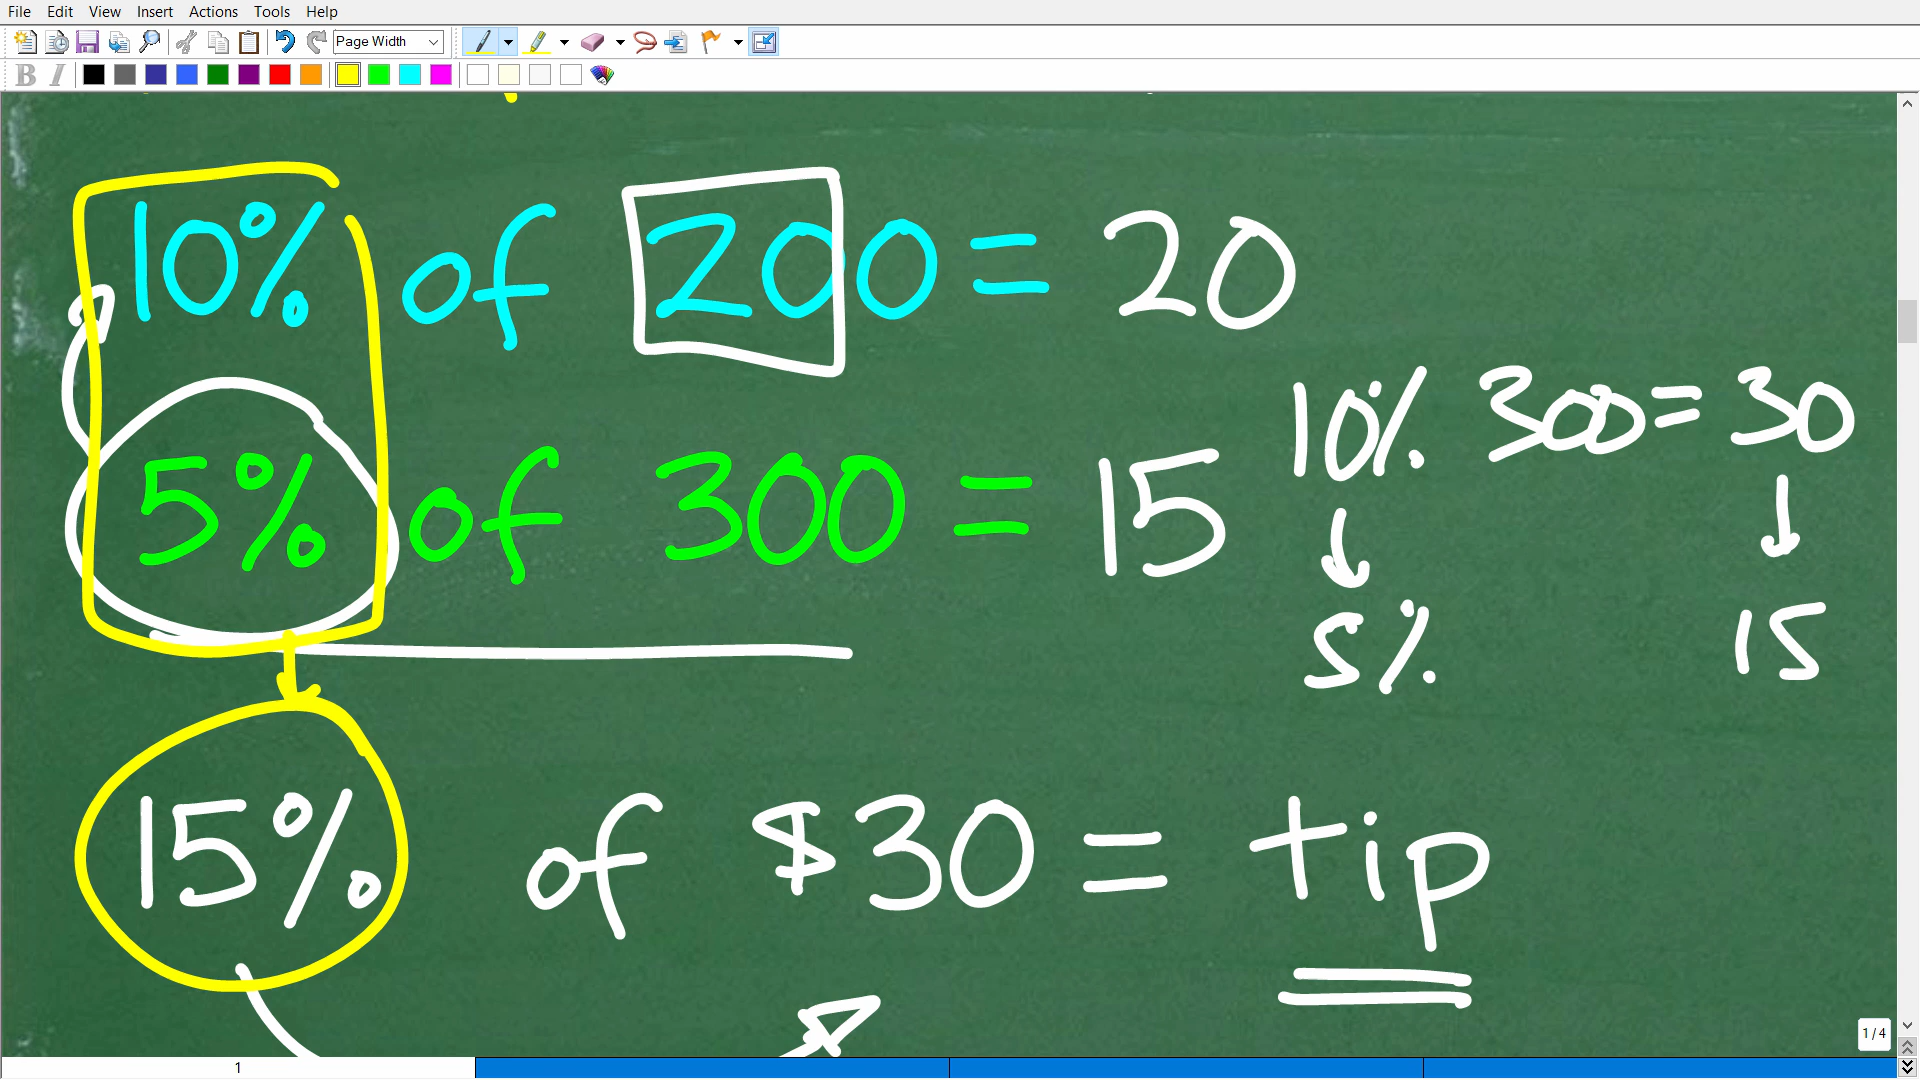 File Edit View Insert Actions Tools Help
Page Width
B I
10% of 200 = 20
10% 300 = 30
5% of 300 = 15
5% 15
15% of $30 = tip
1 / 4
1